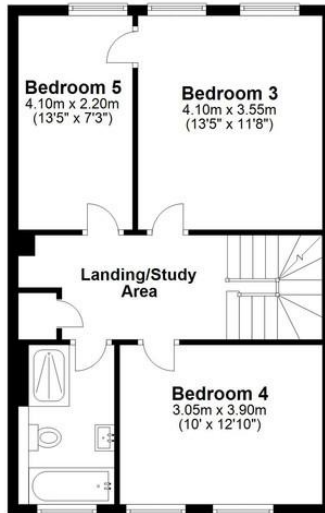 Bedroom 5
4.10m x 2.20m
(13'5" x 7'3")
Bedroom 3
4.10m x 3.55m
(13'5" x 11'8")
Landing/Study
Area
Bedroom 4
3.05m x 3.90m
(10' x 12'10")